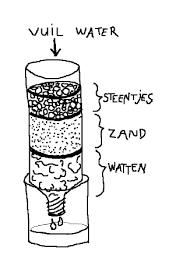 VUIL WATER
STEENTJES
ZAND
WATTEN